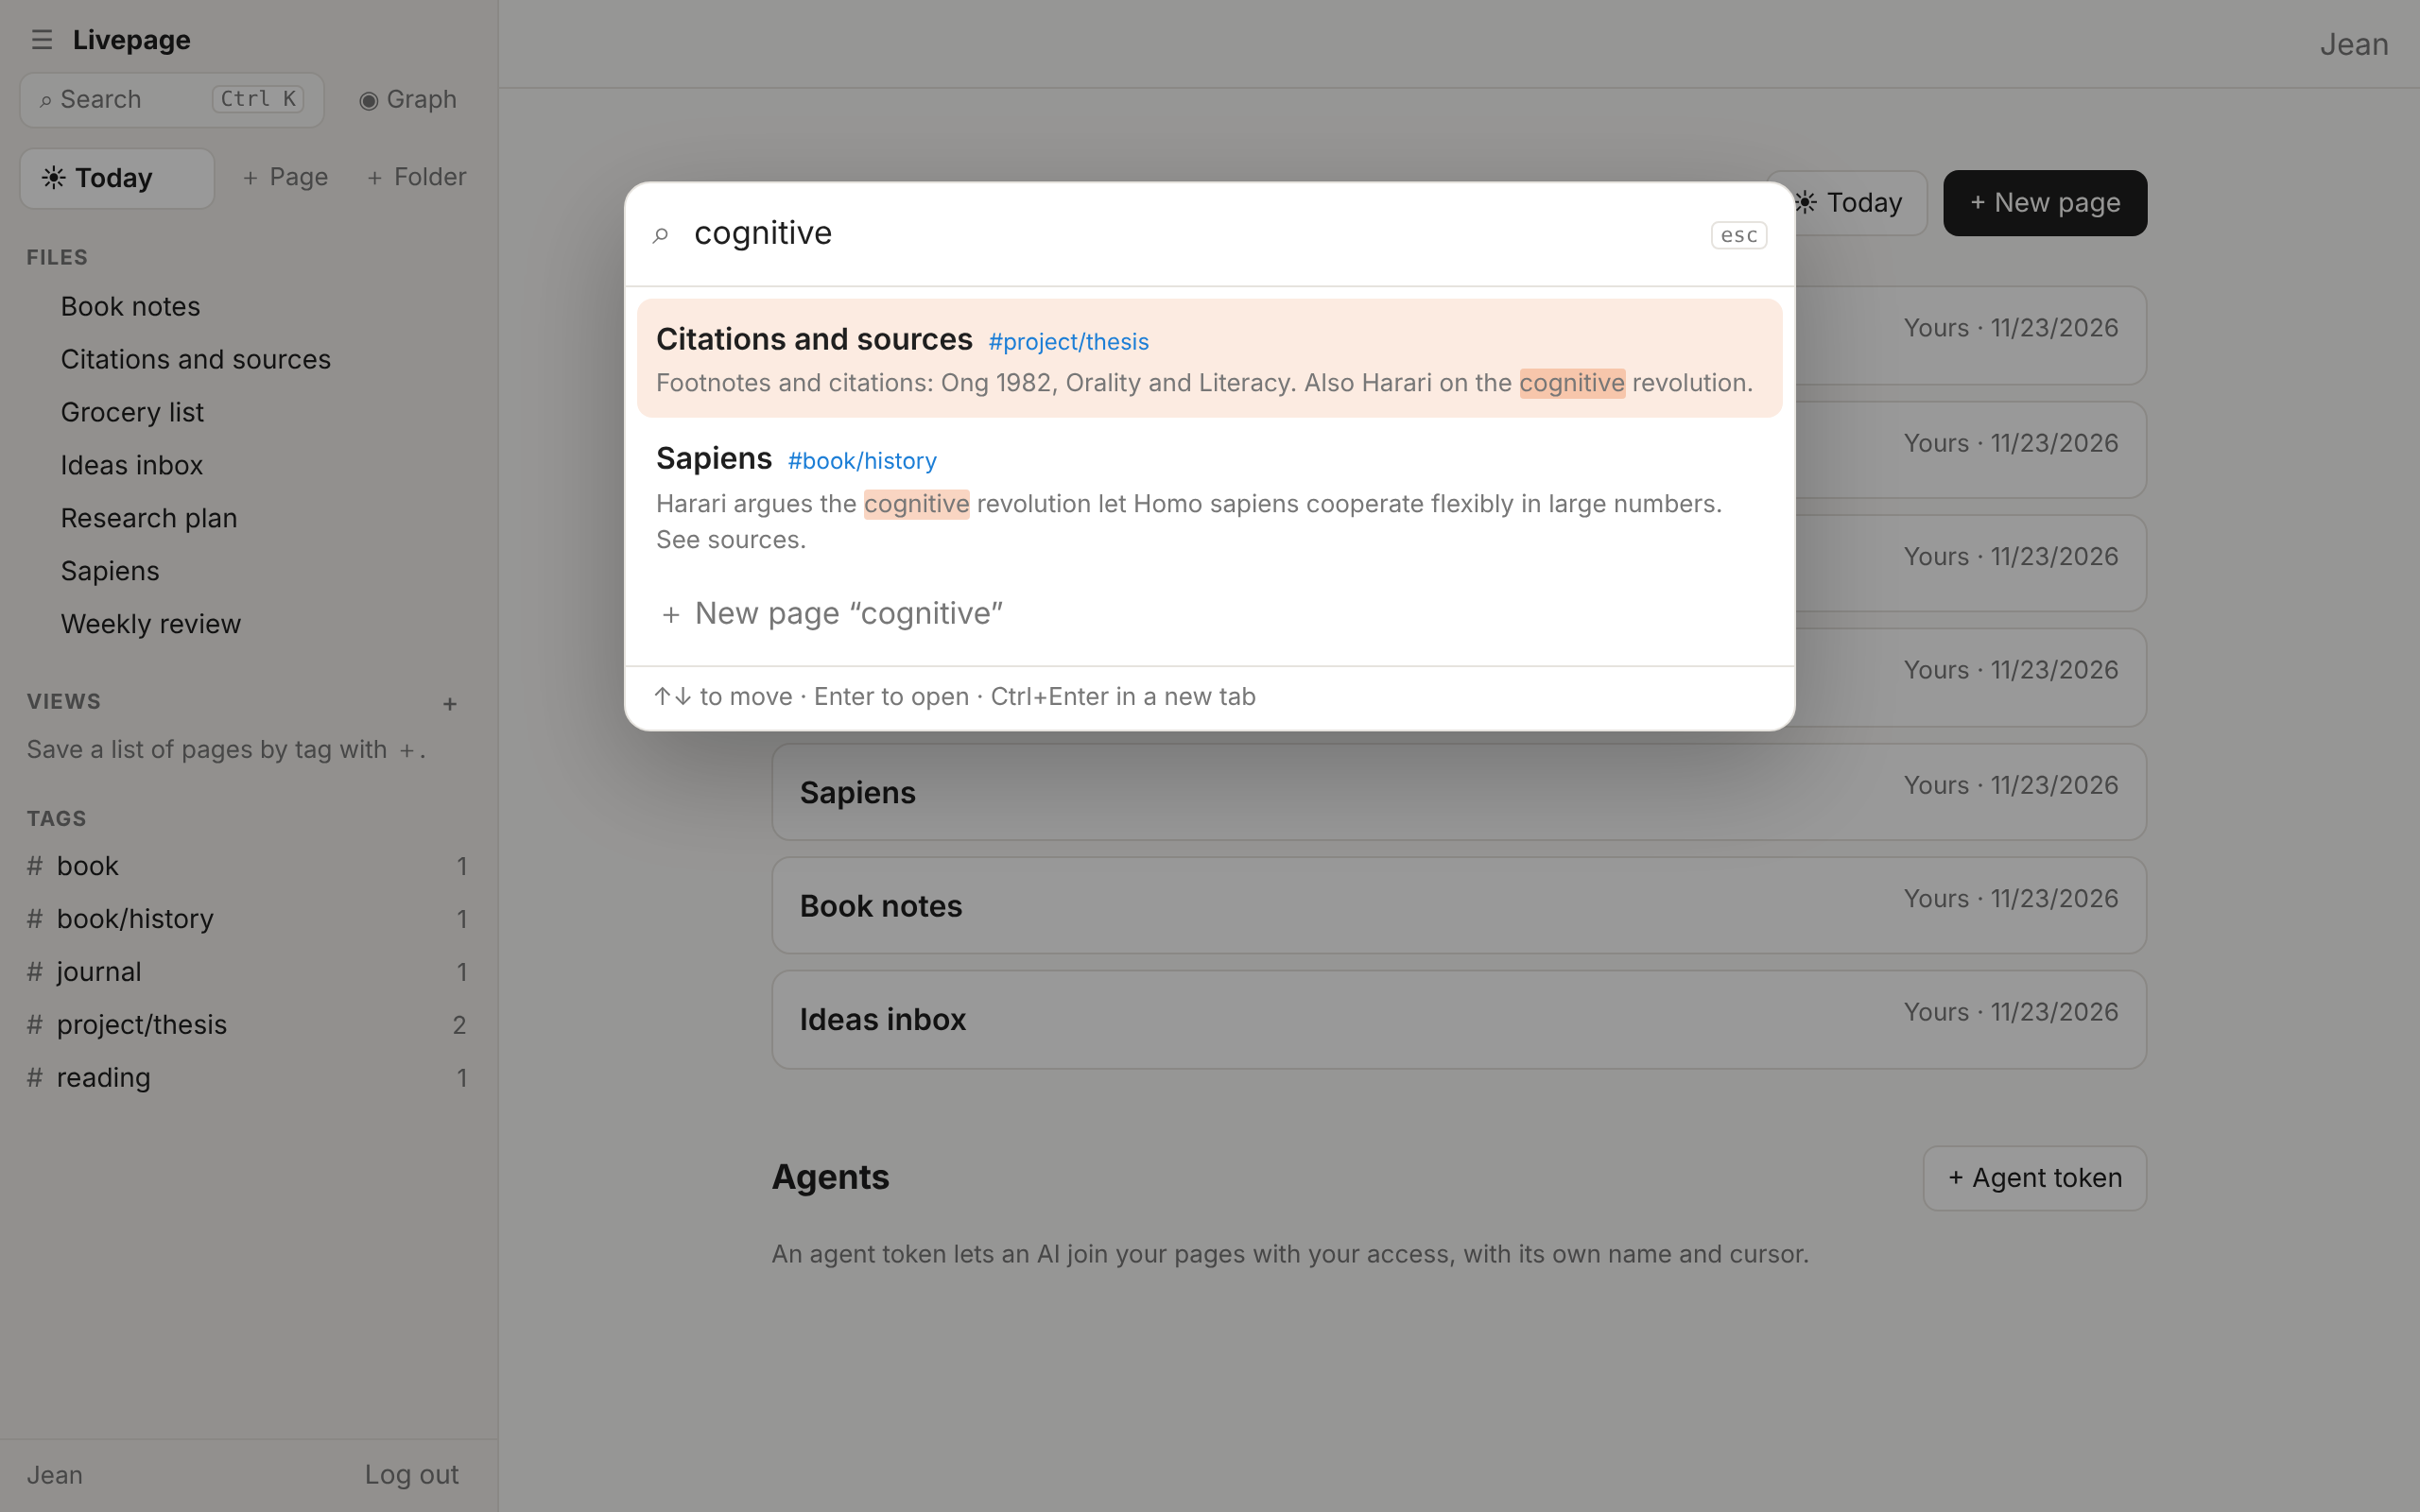 ☰ Livepage
Jean
⌕ Search Ctrl K ◉ Graph
☀ Today + Page + Folder
FILES
Book notes
Citations and sources
Grocery list
Ideas inbox
Research plan
Sapiens
Weekly review
VIEWS +
Save a list of pages by tag with +.
TAGS
# book 1
# book/history 1
# journal 1
# project/thesis 2
# reading 1
Jean Log out
⌕ cognitive esc
Citations and sources #project/thesis
Footnotes and citations: Ong 1982, Orality and Literacy. Also Harari on the cognitive revolution.
Sapiens #book/history
Harari argues the cognitive revolution let Homo sapiens cooperate flexibly in large numbers.
See sources.
+ New page “cognitive”
↑↓ to move · Enter to open · Ctrl+Enter in a new tab
☀ Today + New page
Yours · 11/23/2026
Yours · 11/23/2026
Yours · 11/23/2026
Yours · 11/23/2026
Sapiens Yours · 11/23/2026
Book notes Yours · 11/23/2026
Ideas inbox Yours · 11/23/2026
Agents + Agent token
An agent token lets an AI join your pages with your access, with its own name and cursor.